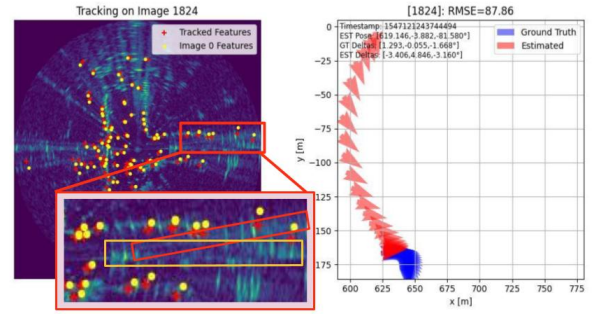 Tracking on Image 1824
Tracked Features
Image 0 Features
[1824]: RMSE=87.86
Timestamp: 1547121243744494
EST Pose: [619.146,-3.882,-81.580°]
GT Deltas: [1.293,-0.055,-1.668°]
EST Deltas: [-3.406,4.846,-3.160°]
Ground Truth
Estimated
0
−25
−50
−75
−100
−125
−150
−175
y [m]
600 625 650 675 700 725 750 775
x [m]